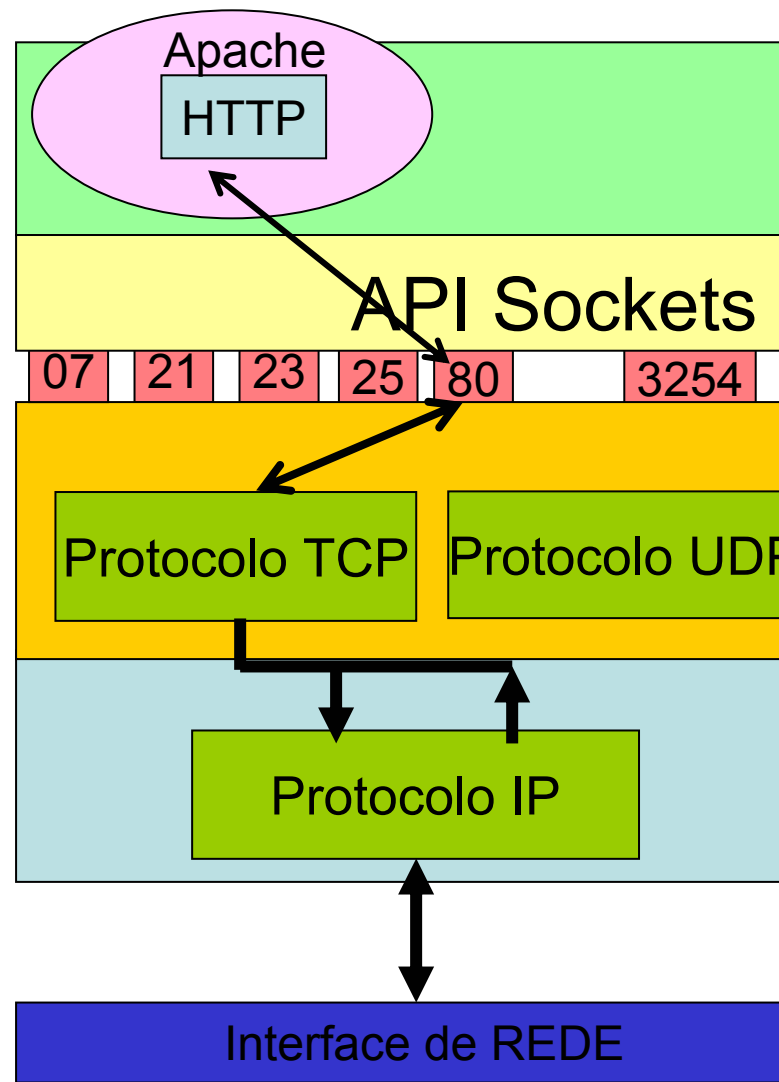 Apache
HTTP
API Sockets
07 21 23 25 80 3254
Protocolo TCP Protocolo UDP
Protocolo IP
Interface de REDE